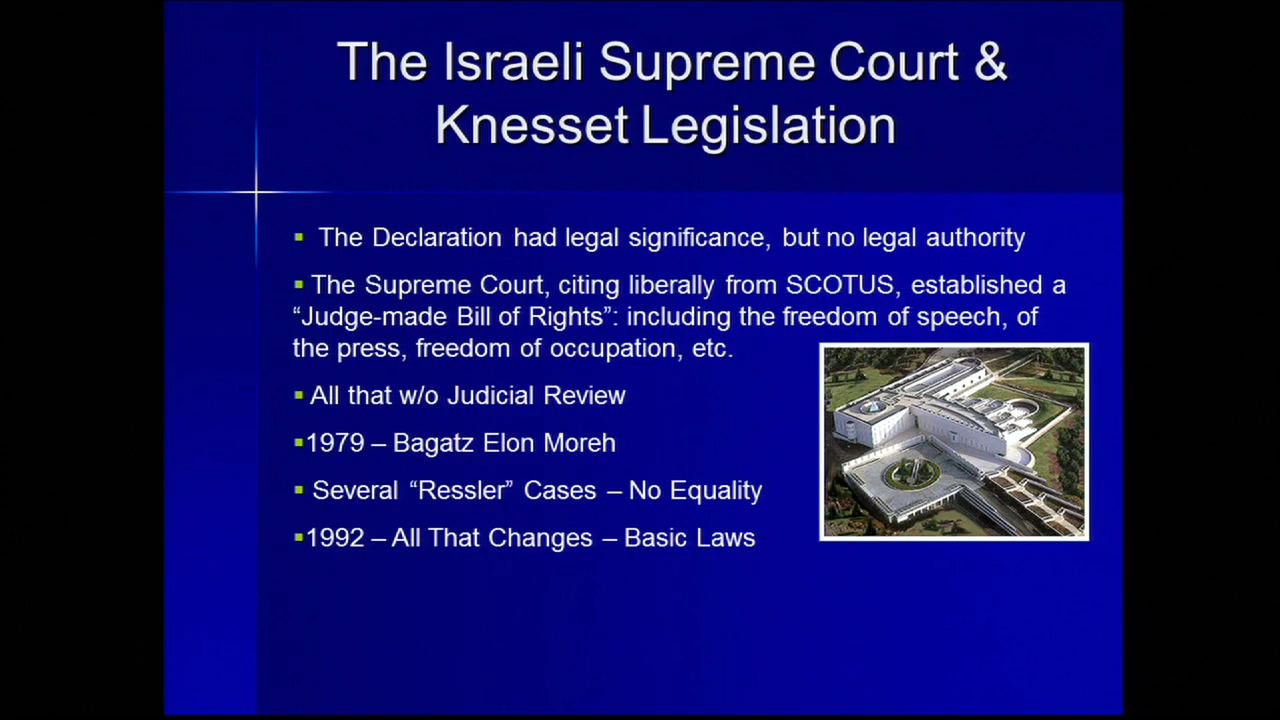 The Israeli Supreme Court &
Knesset Legislation
▪ The Declaration had legal significance, but no legal authority
▪ The Supreme Court, citing liberally from SCOTUS, established a
“Judge-made Bill of Rights”: including the freedom of speech, of
the press, freedom of occupation, etc.
▪ All that w/o Judicial Review
▪1979 – Bagatz Elon Moreh
▪ Several “Ressler” Cases – No Equality
▪1992 – All That Changes – Basic Laws